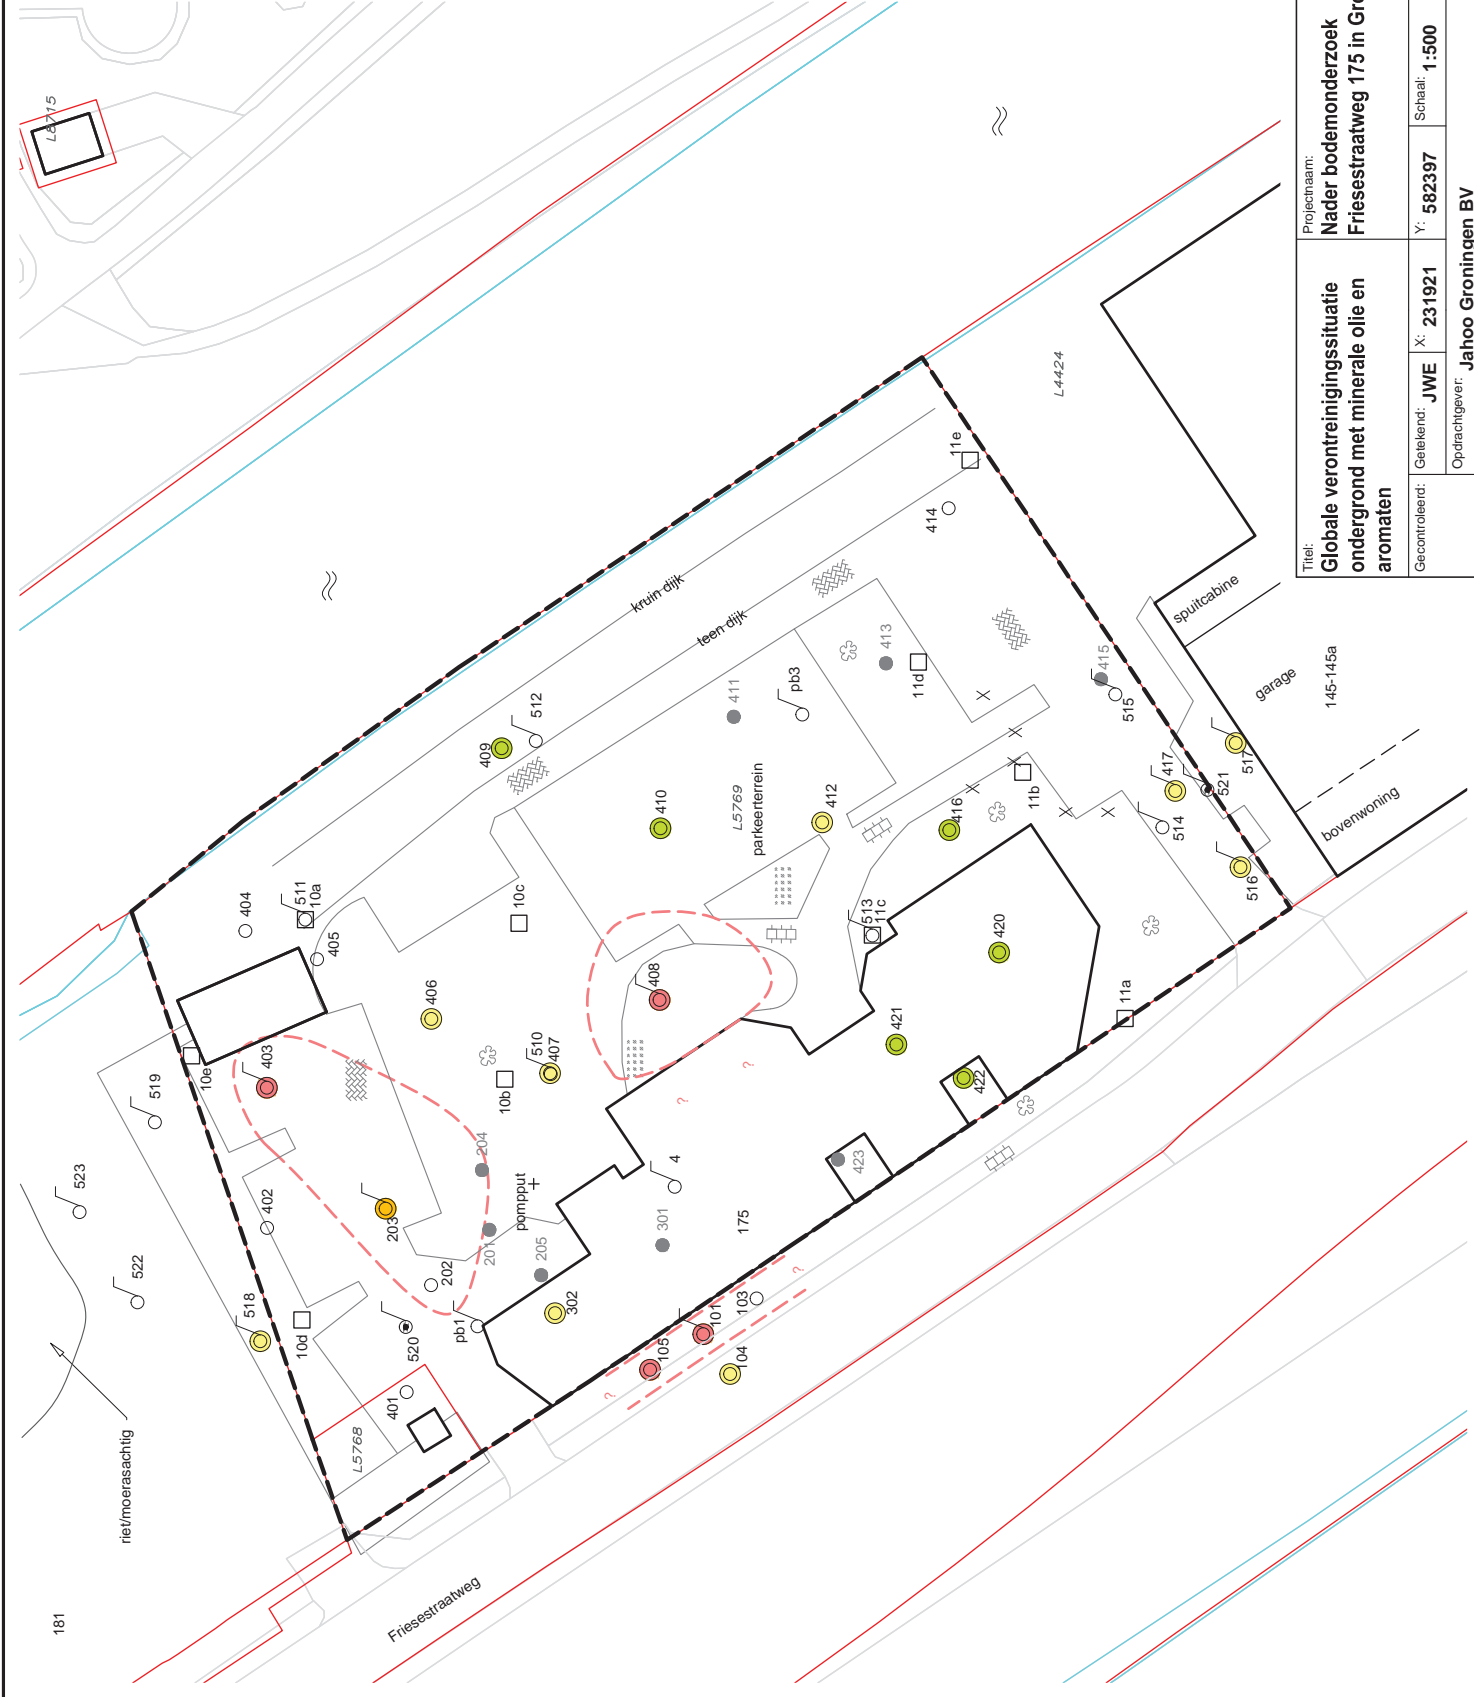 181
riet/moerasachtig
Friesestraatweg
L8715
523
522
519
518
10e
403
404
511
10a
405
402
10d
203
406
10c
520
202
pb1
401
L5768
204
201
205
pompput
10b
510
407
302
301
4
175
408
101
105
104
103
?
?
?
?
409
512
kruin dijk
teen dijk
410
411
L5769
parkeerterrein
pb3
412
413
11d
414
11e
L4424
416
11b
513
11c
420
421
422
423
11a
415
515
514
417
521
517
516
spuitcabine
garage
145-145a
bovenwoning
X
X
X
X
X
X
Titel:
Globale verontreinigingssituatie
ondergrond met minerale olie en
aromaten
Projectnaam:
Nader bodemonderzoek
Friesestraatweg 175 in Gro
Gecontroleerd:
Getekend: JWE
X: 231921
Y: 582397
Schaal: 1:500
Opdrachtgever: Jahoo Groningen BV